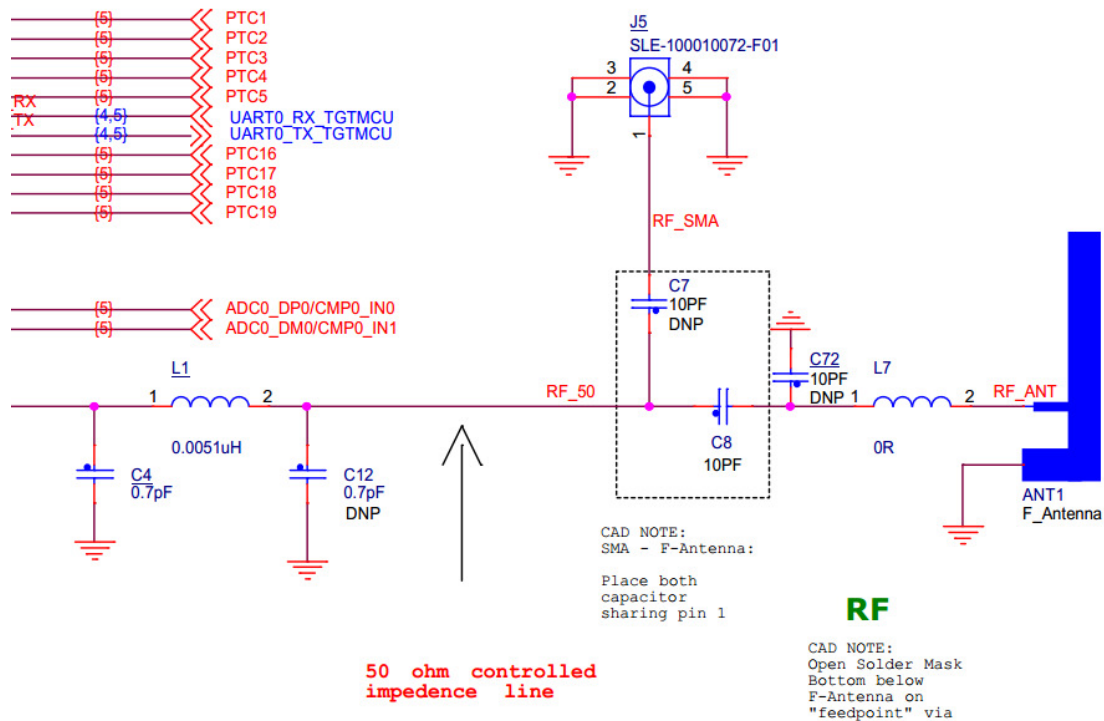 {5} PTC1
{5} PTC2
{5} PTC3
{5} PTC4
{5} PTC5
_RX {4,5} UART0_RX_TGTMCU
_TX {4,5} UART0_TX_TGTMCU
{5} PTC16
{5} PTC17
{5} PTC18
{5} PTC19
J5
SLE-100010072-F01
3 4
2 5
1
RF_SMA
{5} ADC0_DP0/CMP0_IN0
{5} ADC0_DM0/CMP0_IN1
C7
10PF
DNP
C72
10PF
DNP
L1
1 2
0.0051uH
RF_50
L7
1 2
0R
RF_ANT
C8
10PF
C4
0.7pF
C12
0.7pF
DNP
ANT1
F_Antenna
CAD NOTE:
SMA - F-Antenna:
Place both
capacitor
sharing pin 1
RF
CAD NOTE:
Open Solder Mask
Bottom below
F-Antenna on
"feedpoint" via
50 ohm controlled
impedence line